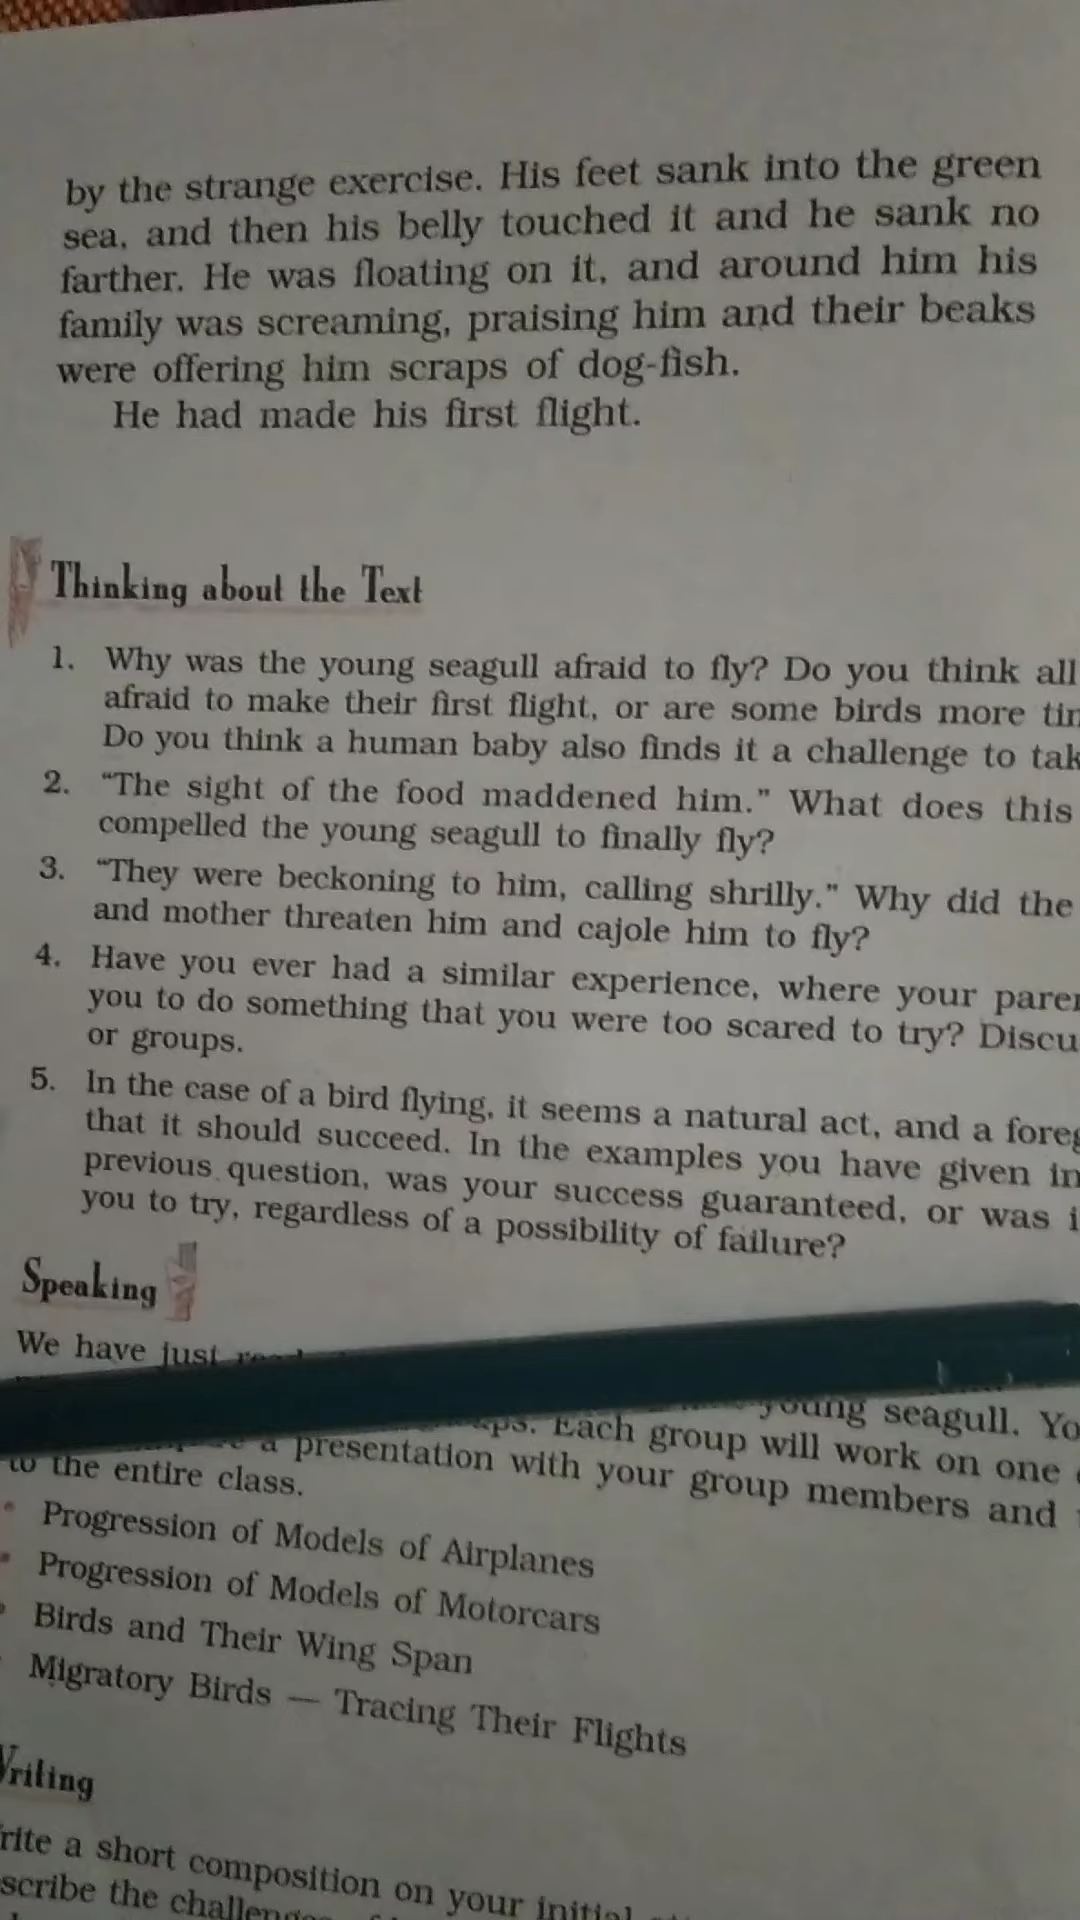 by the strange exercise. His feet sank into the green
sea, and then his belly touched it and he sank no
farther. He was floating on it, and around him his
family was screaming, praising him and their beaks
were offering him scraps of dog-fish.
He had made his first flight.
Thinking about the Text
1. Why was the young seagull afraid to fly? Do you think all
afraid to make their first flight, or are some birds more
Do you think a human baby also finds it a challenge to
2. “The sight of the food maddened him.” What does this
compelled the young seagull to finally fly?
3. “They were beckoning to him, calling shrilly.” Why did the
and mother threaten him and cajole him to fly?
4. Have you ever had a similar experience, where your
you to do something that you were too scared to try?
or groups.
5. In the case of a bird flying, it seems a natural act, and a
that it should succeed. In the examples you have given in
previous question, was your success guaranteed, or was
you to try, regardless of a possibility of failure?
Speaking
We have just
young seagull.
Each group will work on one
a presentation with your group members and
to the entire class.
Progression of Models of Airplanes
Progression of Models of Motorcars
Birds and Their Wing Span
Migratory Birds — Tracing Their Flights
Writing
a short composition on your initial
the